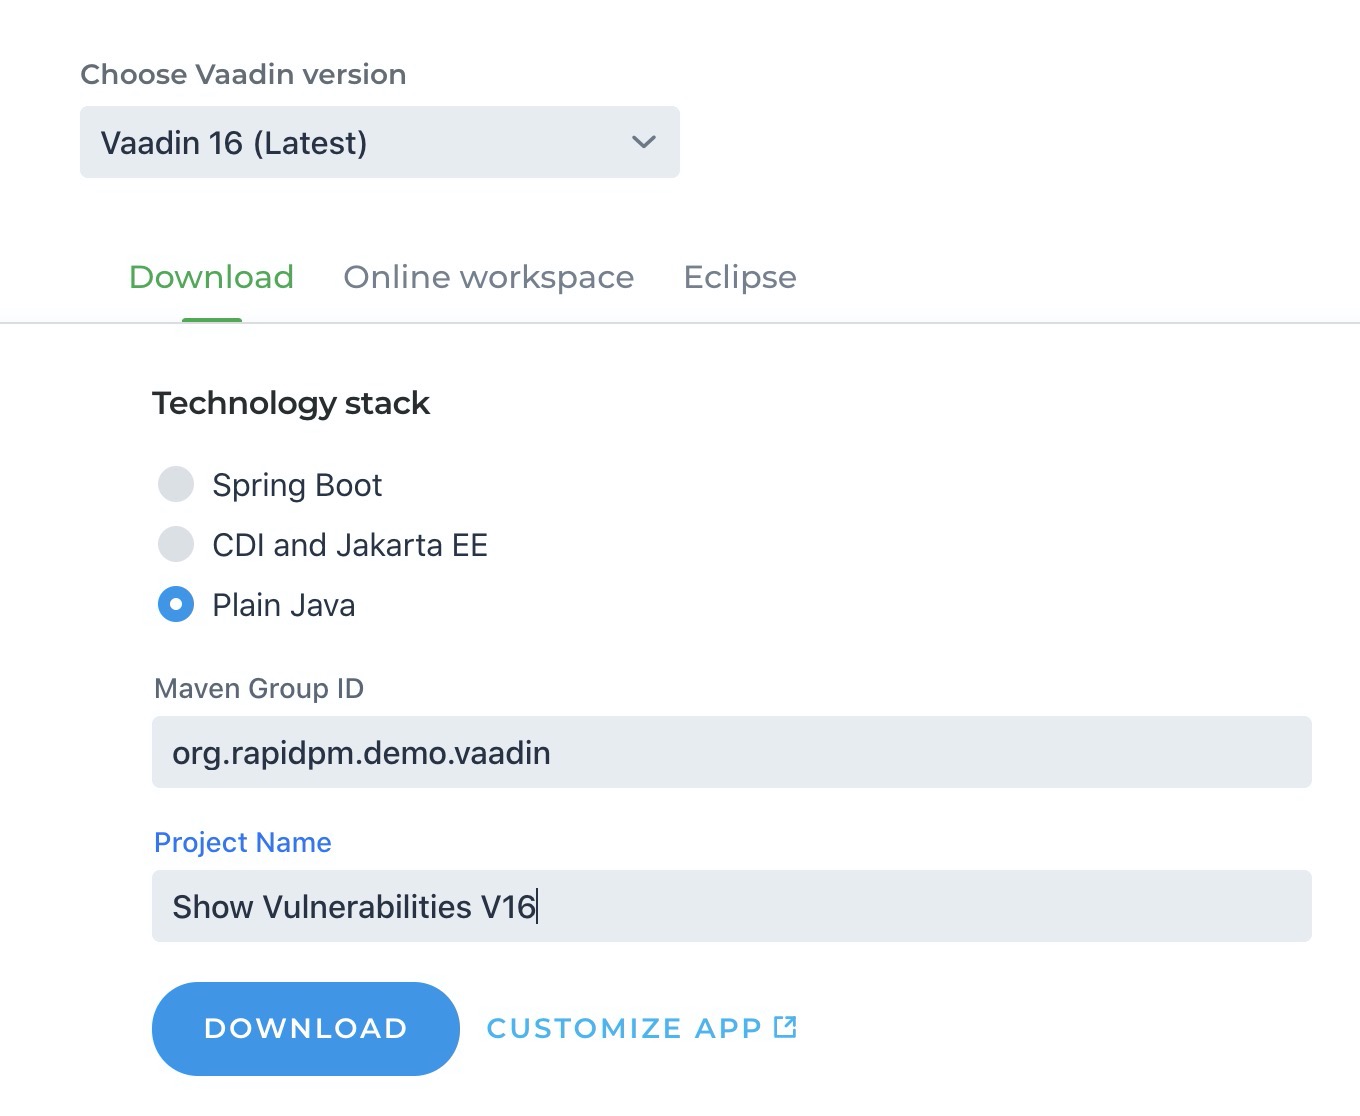 Choose Vaadin version
Vaadin 16 (Latest)
Download Online workspace Eclipse
Technology stack
Spring Boot
CDI and Jakarta EE
Plain Java
Maven Group ID
org.rapidpm.demo.vaadin
Project Name
Show Vulnerabilities V16
DOWNLOAD CUSTOMIZE APP